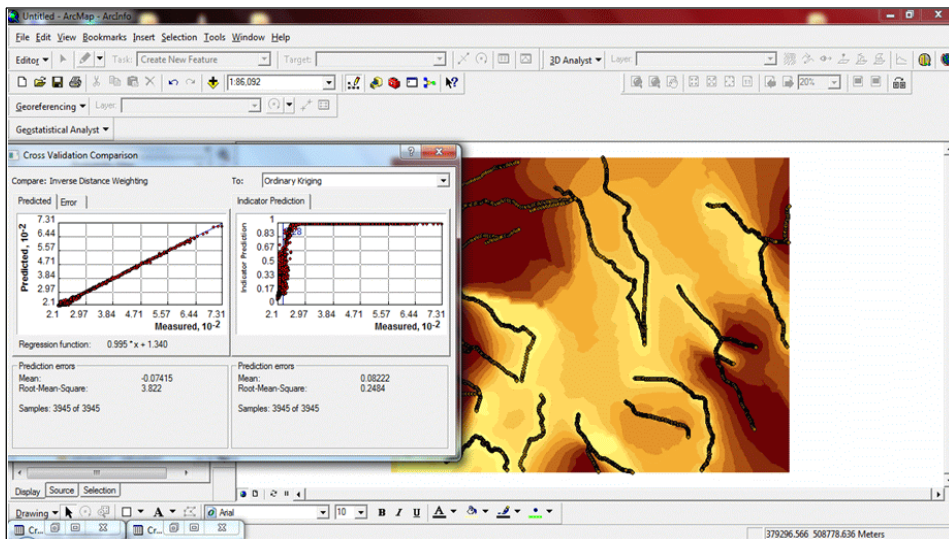 Untitled - ArcMap - ArcInfo
File Edit View Bookmarks Insert Selection Tools Window Help
Editor Task: Create New Feature Target: 3D Analyst Layer:
1:86,092 20%
Georeferencing Layer:
Geostatistical Analyst
Cross Validation Comparison
Compare: Inverse Distance Weighting To: Ordinary Kriging
Predicted Error Indicator Prediction
Predicted, 10-2
7.31
6.44
5.57
4.71
3.84
2.97
2.1
2.1 2.97 3.84 4.71 5.57 6.44 7.31
Measured, 10-2
Regression function: 0.995 * x + 1.340
Indicator Prediction
1
0.83
0.67
0.5
0.33
0.17
0
2.1 2.97 3.84 4.71 5.57 6.44 7.31
Measured, 10-2
Prediction errors
Mean: -0.07415
Root-Mean-Square: 3.822
Samples: 3945 of 3945
Prediction errors
Mean: 0.08222
Root-Mean-Square: 0.2484
Samples: 3945 of 3945
Display Source Selection
Drawing A Arial 10 B I U A
Cr... Cr...
379296.566 508778.636 Meters